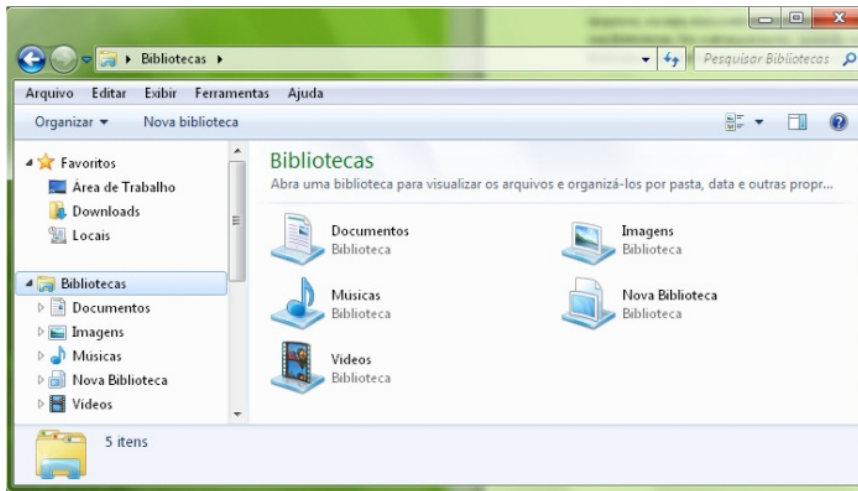 Bibliotecas
Pesquisar Bibliotecas
Arquivo Editar Exibir Ferramentas Ajuda
Organizar Nova biblioteca
Favoritos
Área de Trabalho
Downloads
Locais
Bibliotecas
Documentos
Imagens
Músicas
Nova Biblioteca
Vídeos
Bibliotecas
Abra uma biblioteca para visualizar os arquivos e organizá-los por pasta, data e outras propr...
Documentos
Biblioteca
Imagens
Biblioteca
Músicas
Biblioteca
Nova Biblioteca
Biblioteca
Vídeos
Biblioteca
5 itens